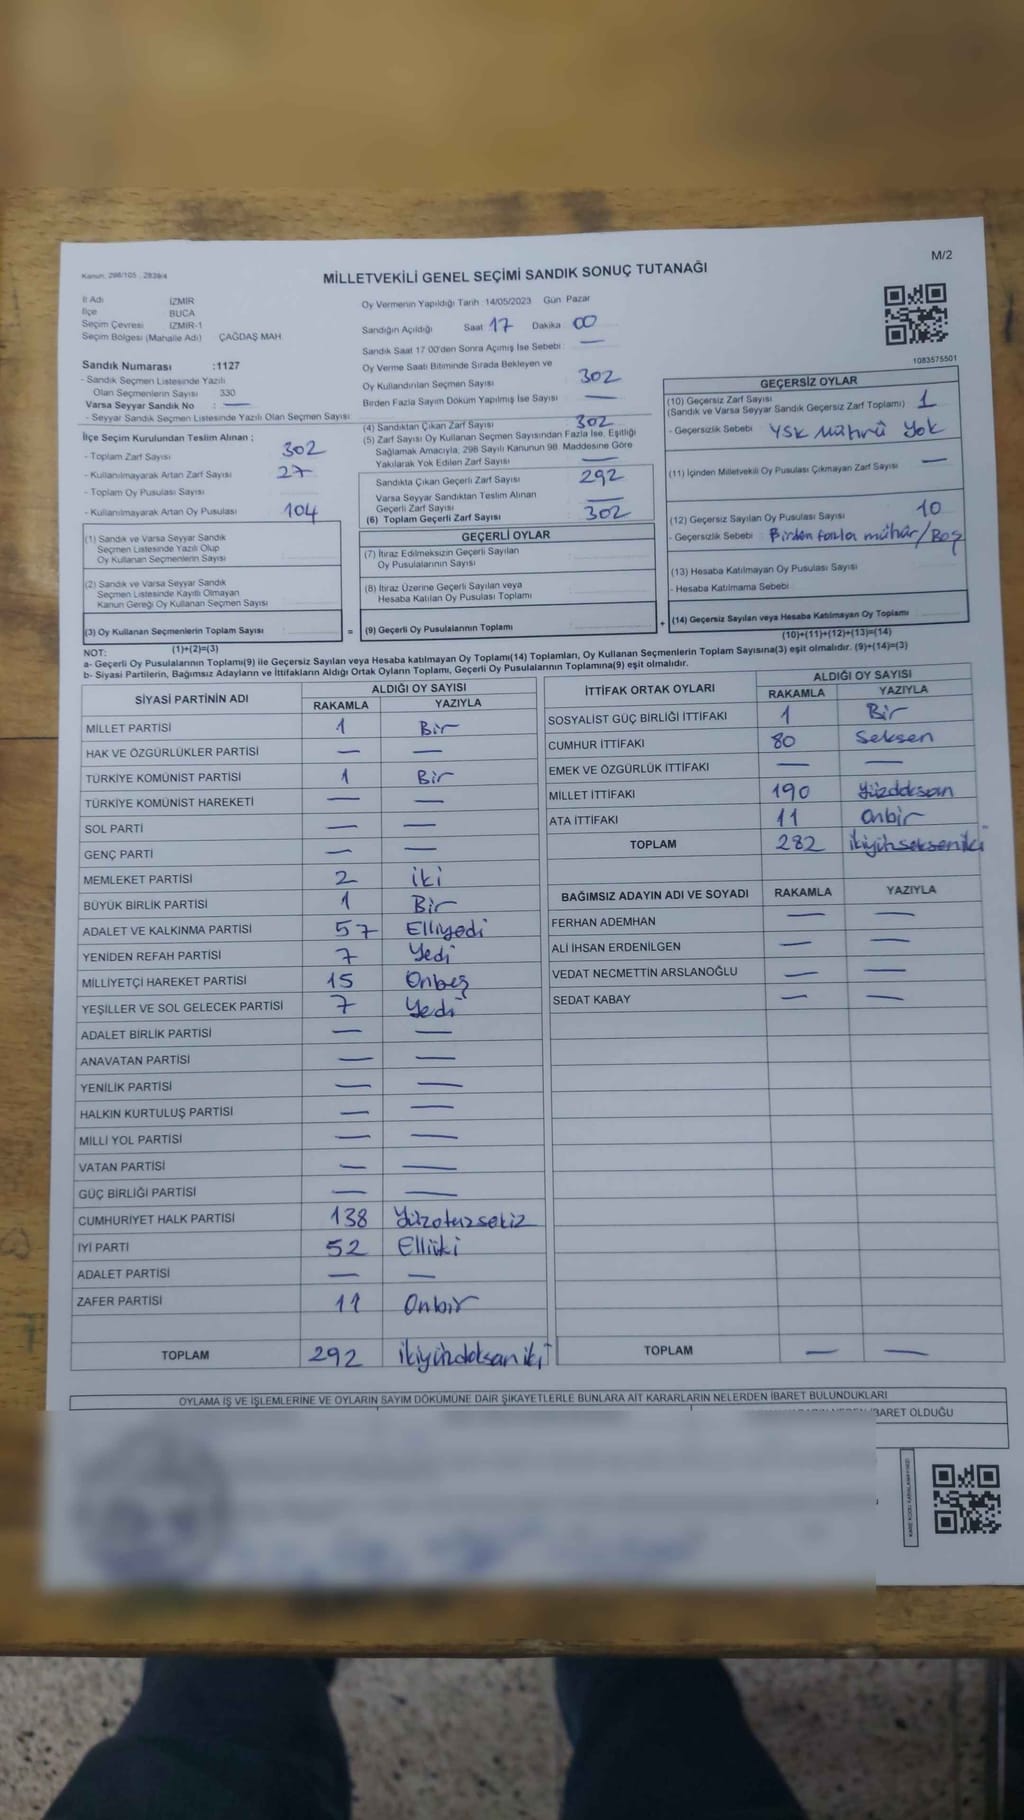 M/2
Kanun: 298/105 : 2839/4
MİLLETVEKİLİ GENEL SEÇİMİ SANDIK SONUÇ TUTANAĞI
İl Adı İZMİR
İlçe BUCA
Seçim Çevresi İZMİR-1
Seçim Bölgesi (Mahalle Adı) ÇAĞDAŞ MAH.
Sandık Numarası :1127
- Sandık Seçmen Listesinde Yazılı
Olan Seçmenlerin Sayısı 330
Varsa Seyyar Sandık No : —
- Seyyar Sandık Seçmen Listesinde Yazılı Olan Seçmen Sayısı:
İlçe Seçim Kurulundan Teslim Alınan ;
- Toplam Zarf Sayısı 302
- Kullanılmayarak Artan Zarf Sayısı 27
- Toplam Oy Pusulası Sayısı
- Kullanılmayarak Artan Oy Pusulası 104
Oy Vermenin Yapıldığı Tarih :14/05/2023 Gün Pazar
Sandığın Açıldığı Saat 17 Dakika 00
Sandık Saat 17 00'den Sonra Açımış İse Sebebi : —
Oy Verme Saati Bitiminde Sırada Bekleyen ve
Oy Kullandırılan Seçmen Sayısı 302
Birden Fazla Sayım Döküm Yapılmış İse Sayısı —
(4) Sandıktan Çıkan Zarf Sayısı 302
(5) Zarf Sayısı Oy Kullanan Seçmen Sayısından Fazla İse, Eşitliği
Sağlamak Amacıyla, 298 Sayılı Kanunun 98. Maddesine Göre
Yakılarak Yok Edilen Zarf Sayısı —
Sandıkta Çıkan Geçerli Zarf Sayısı 292
Varsa Seyyar Sandıktan Teslim Alınan
Geçerli Zarf Sayısı —
(6) Toplam Geçerli Zarf Sayısı 302
1083575501
GEÇERSİZ OYLAR
(10) Geçersiz Zarf Sayısı
(Sandık ve Varsa Seyyar Sandık Geçersiz Zarf Toplamı) 1
- Geçersizlik Sebebi : YSK Mührü Yok
(11) İçinden Milletvekili Oy Pusulası Çıkmayan Zarf Sayısı —
(12) Geçersiz Sayılan Oy Pusulası Sayısı 10
- Geçersizlik Sebebi : Birden fazla mühür/Boş
(13) Hesaba Katılmayan Oy Pusulası Sayısı
- Hesaba Katılmama Sebebi
(14) Geçersiz Sayılan veya Hesaba Katılmayan Oy Toplamı
(10)+(11)+(12)+(13)=(14)
(1) Sandık ve Varsa Seyyar Sandık
Seçmen Listesinde Yazılı Olup
Oy Kullanan Seçmenlerin Sayısı
(2) Sandık ve Varsa Seyyar Sandık
Seçmen Listesinde Kayıtlı Olmayan
Kanun Gereği Oy Kullanan Seçmen Sayısı
(3) Oy Kullanan Seçmenlerin Toplam Sayısı =
(1)+(2)=(3)
GEÇERLİ OYLAR
(7) İtiraz Edilmeksizin Geçerli Sayılan
Oy Pusulalarının Sayısı
(8) İtiraz Üzerine Geçerli Sayılan veya
Hesaba Katılan Oy Pusulası Toplamı
(9) Geçerli Oy Pusulalarının Toplamı +
NOT:
a- Geçerli Oy Pusulalarının Toplamı(9) ile Geçersiz Sayılan veya Hesaba katılmayan Oy Toplamı(14) Toplamları, Oy Kullanan Seçmenlerin Toplam Sayısına(3) eşit olmalıdır. (9)+(14)=(3)
b- Siyasi Partilerin, Bağımsız Adayların ve İttifakların Aldığı Ortak Oyların Toplamı, Geçerli Oy Pusulalarının Toplamına(9) eşit olmalıdır.
SİYASİ PARTİNİN ADI ALDIĞI OY SAYISI
RAKAMLA YAZIYLA
MİLLET PARTİSİ 1 Bir
HAK VE ÖZGÜRLÜKLER PARTİSİ — —
TÜRKİYE KOMÜNİST PARTİSİ 1 Bir
TÜRKİYE KOMÜNİST HAREKETİ — —
SOL PARTİ — —
GENÇ PARTİ — —
MEMLEKET PARTİSİ 2 iki
BÜYÜK BİRLİK PARTİSİ 1 Bir
ADALET VE KALKINMA PARTİSİ 57 Elliyedi
YENİDEN REFAH PARTİSİ 7 Yedi
MİLLİYETÇİ HAREKET PARTİSİ 15 Onbeş
YEŞİLLER VE SOL GELECEK PARTİSİ 7 Yedi
ADALET BİRLİK PARTİSİ — —
ANAVATAN PARTİSİ — —
YENİLİK PARTİSİ — —
HALKIN KURTULUŞ PARTİSİ — —
MİLLİ YOL PARTİSİ — —
VATAN PARTİSİ — —
GÜÇ BİRLİĞİ PARTİSİ — —
CUMHURİYET HALK PARTİSİ 138 Yüzotuzsekiz
İYİ PARTİ 52 Elliiki
ADALET PARTİSİ — —
ZAFER PARTİSİ 11 Onbir
TOPLAM 292 ikiyüzdoksaniki
İTTİFAK ORTAK OYLARI ALDIĞI OY SAYISI
RAKAMLA YAZIYLA
SOSYALİST GÜÇ BİRLİĞİ İTTİFAKI 1 Bir
CUMHUR İTTİFAKI 80 Seksen
EMEK VE ÖZGÜRLÜK İTTİFAKI — —
MİLLET İTTİFAKI 190 Yüzdoksan
ATA İTTİFAKI 11 Onbir
TOPLAM 282 ikiyüzsekseniki
BAĞIMSIZ ADAYIN ADI VE SOYADI RAKAMLA YAZIYLA
FERHAN ADEMHAN — —
ALİ İHSAN ERDENİLGEN — —
VEDAT NECMETTİN ARSLANOĞLU — —
SEDAT KABAY — —
TOPLAM — —
OYLAMA İŞ VE İŞLEMLERİNE VE OYLARIN SAYIM DÖKÜMÜNE DAİR ŞİKAYETLERLE BUNLARA AİT KARARLARIN NELERDEN İBARET BULUNDUKLARI
İBARET OLDUĞU